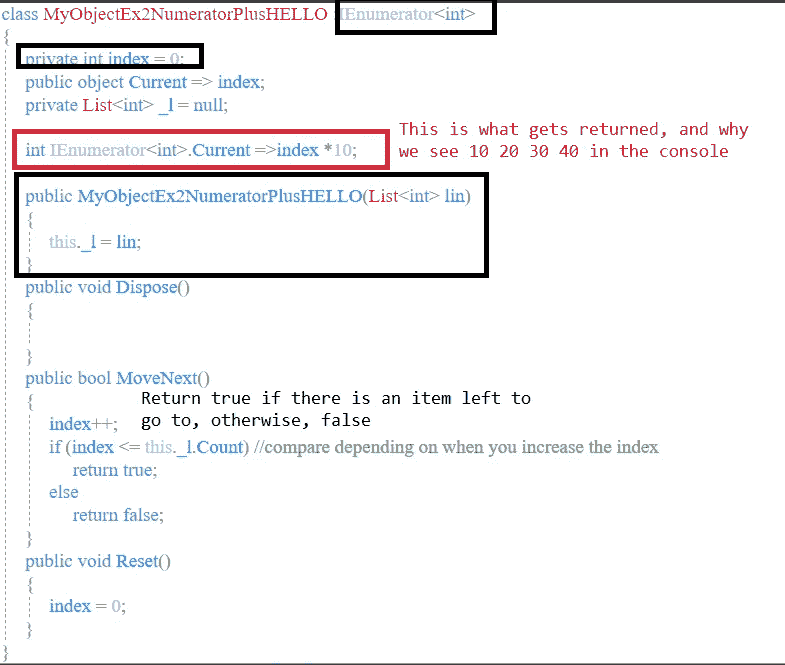 class MyObjectEx2NumeratorPlusHELLO : IEnumerator<int>
{
private int index = 0;
public object Current => index;
private List<int> _l = null;
int IEnumerator<int>.Current =>index *10;
This is what gets returned, and why
we see 10 20 30 40 in the console
public MyObjectEx2NumeratorPlusHELLO(List<int> lin)
{
this._l = lin;
}
public void Dispose()
{
}
public bool MoveNext()
{
Return true if there is an item left to
go to, otherwise, false
index++;
if (index <= this._l.Count) //compare depending on when you increase the index
return true;
else
return false;
}
public void Reset()
{
index = 0;
}
}